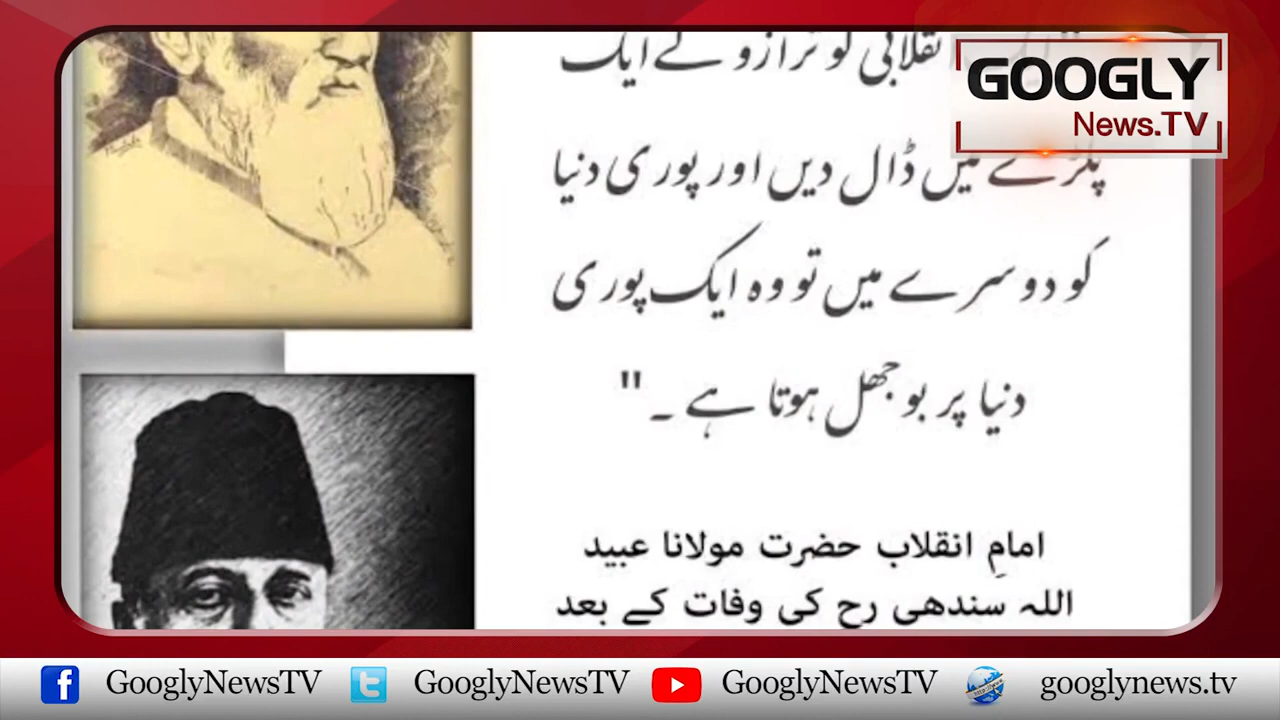 GOOGLY
News.TV
کو ترازو کے ایک
میں ڈال دیں اور پوری دنیا
کو دوسرے میں تو وہ ایک پوری
دنیا پر بوجھل ہوتا ہے ۔"
امامِ انقلاب حضرت مولانا عبید
اللہ سندھی رح کی وفات کے بعد
GooglyNewsTV
GooglyNewsTV
GooglyNewsTV
googlynews.tv